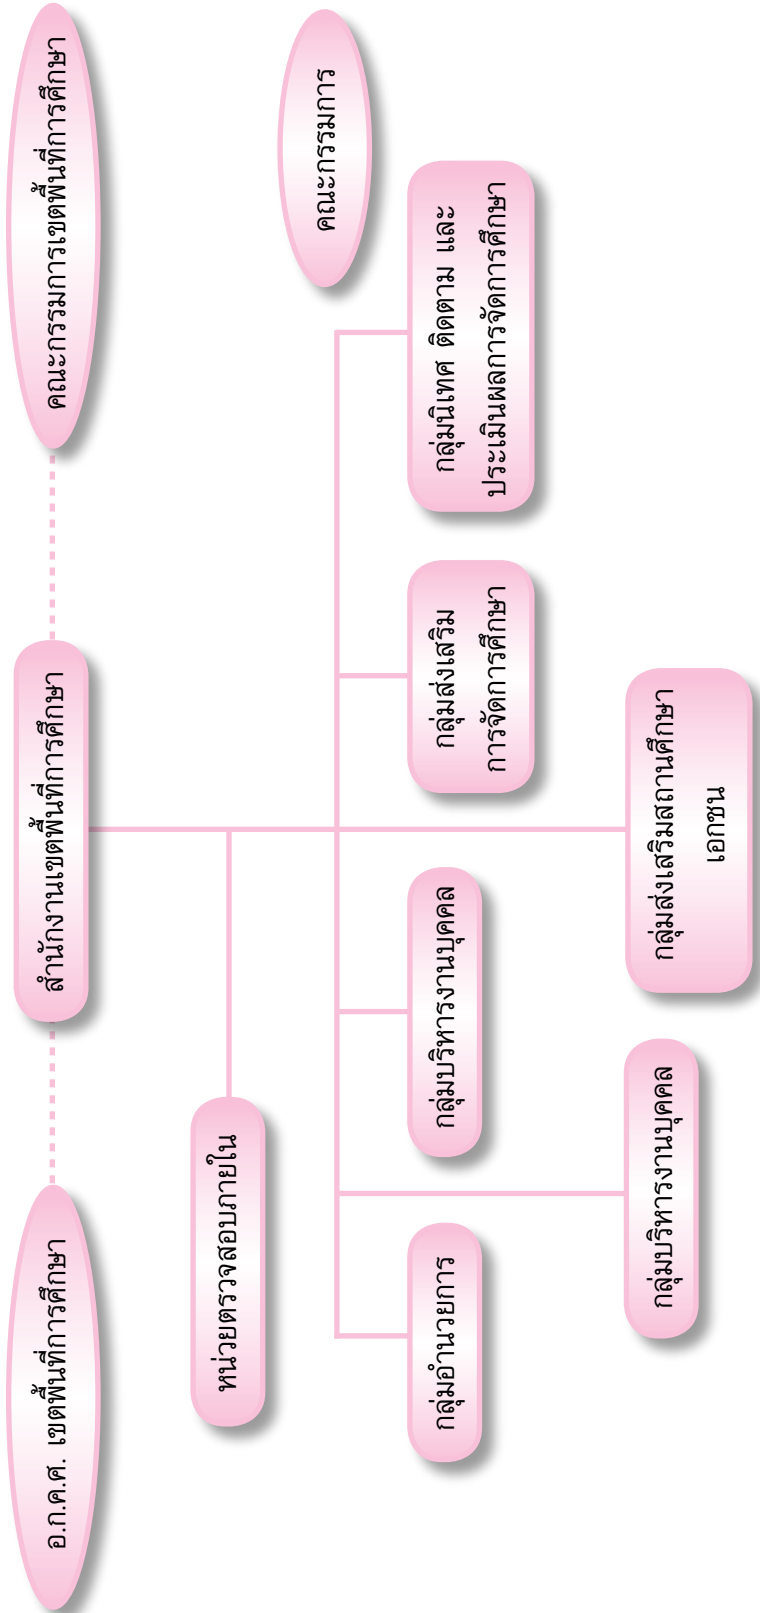 อ.ก.ค.ศ. เขตพื้นที่การศึกษา
สำนักงานเขตพื้นที่การศึกษา
คณะกรรมการเขตพื้นที่การศึกษา
หน่วยตรวจสอบภายใน
คณะกรรมการ
กลุ่มอำนวยการ
กลุ่มบริหารงานบุคคล
กลุ่มส่งเสริม
การจัดการศึกษา
กลุ่มนิเทศ ติดตาม และ
ประเมินผลการจัดการศึกษา
กลุ่มบริหารงานบุคคล
กลุ่มส่งเสริมสถานศึกษา
เอกชน